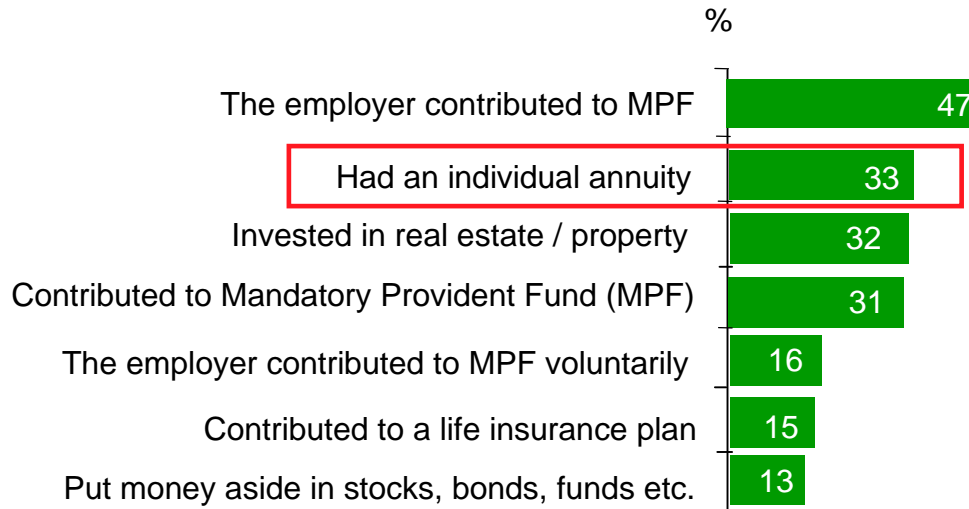 %
The employer contributed to MPF 47
Had an individual annuity 33
Invested in real estate / property 32
Contributed to Mandatory Provident Fund (MPF) 31
The employer contributed to MPF voluntarily 16
Contributed to a life insurance plan 15
Put money aside in stocks, bonds, funds etc. 13